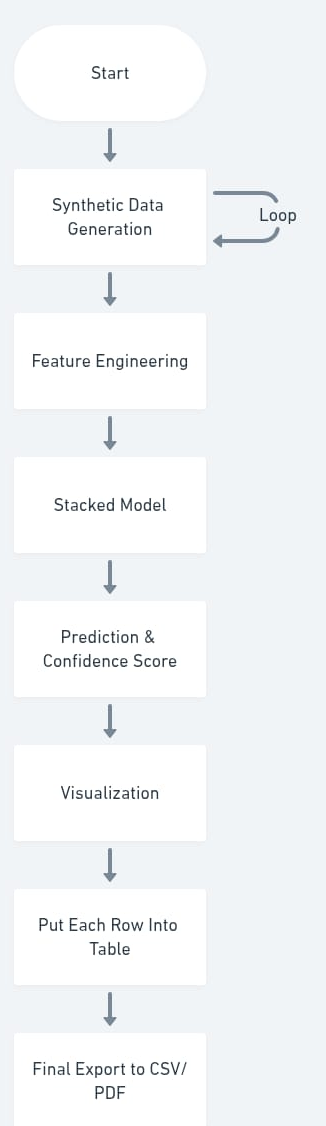 Start
Synthetic Data
Generation
Loop
Feature Engineering
Stacked Model
Prediction &
Confidence Score
Visualization
Put Each Row Into
Table
Final Export to CSV/
PDF